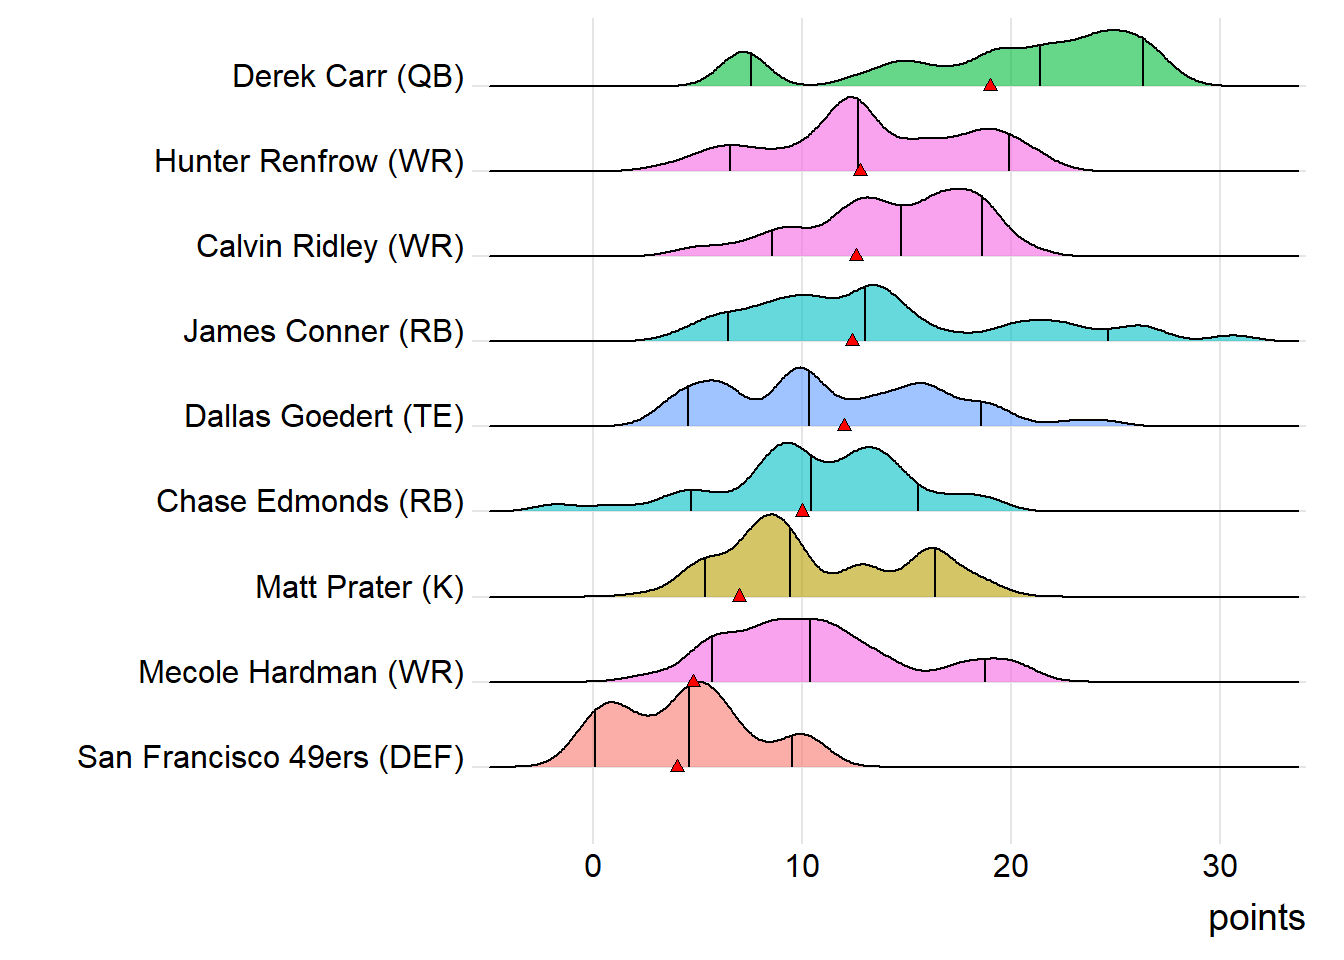 Derek Carr (QB)
Hunter Renfrow (WR)
Calvin Ridley (WR)
James Conner (RB)
Dallas Goedert (TE)
Chase Edmonds (RB)
Matt Prater (K)
Mecole Hardman (WR)
San Francisco 49ers (DEF)
0 10 20 30
points